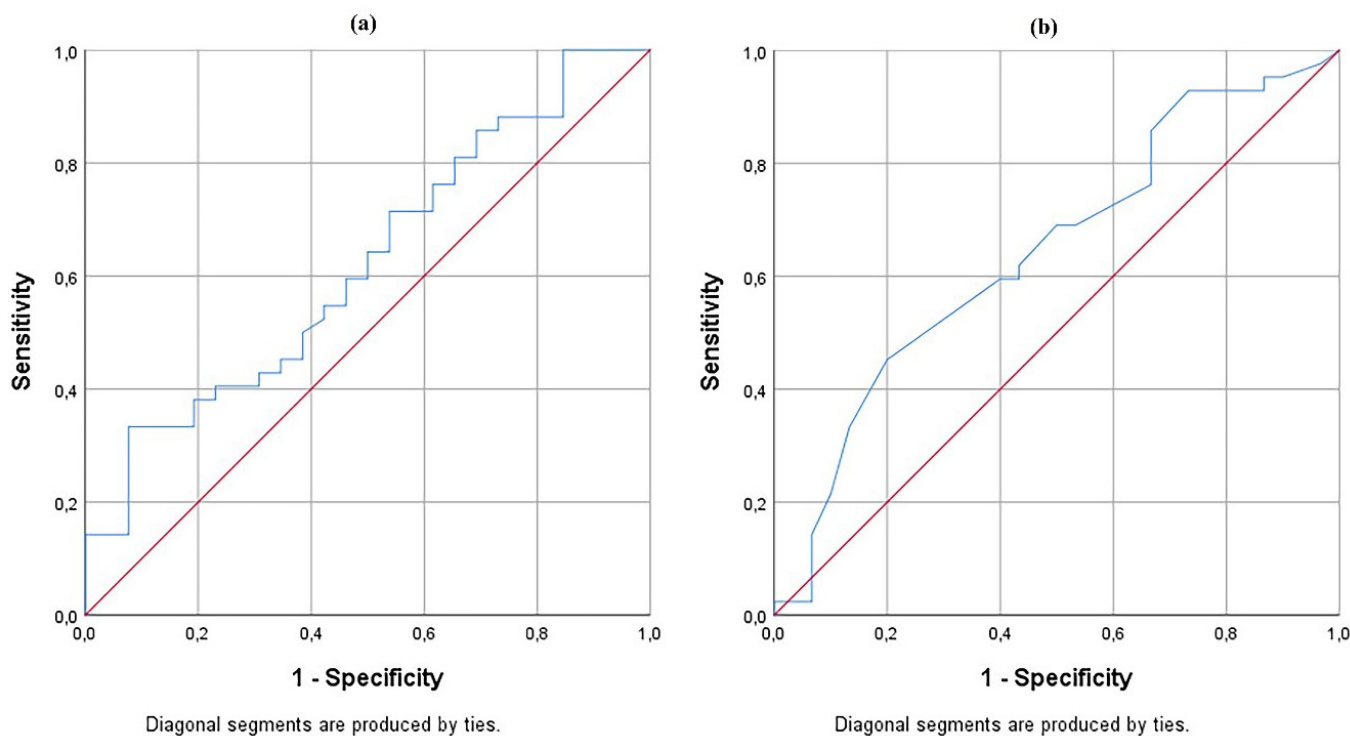 (a)
1,0
0,8
0,6
0,4
0,2
0,0
Sensitivity
0,0 0,2 0,4 0,6 0,8 1,0
1 - Specificity
Diagonal segments are produced by ties.
(b)
1,0
0,8
0,6
0,4
0,2
0,0
Sensitivity
0,0 0,2 0,4 0,6 0,8 1,0
1 - Specificity
Diagonal segments are produced by ties.